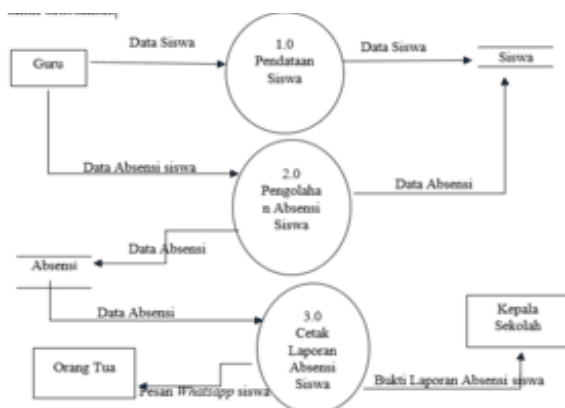 Data Siswa
1.0
Pendataan
Siswa
Data Siswa
Guru
Siswa
Data Absensi siswa
2.0
Pengolaha
n Absensi
Siswa
Data Absensi
Data Absensi
Absensi
Data Absensi
3.0
Cetak
Laporan
Absensi
Siswa
Kepala
Sekolah
Orang Tua
Pesan Whatsapp siswa
Bukti Laporan Absensi siswa